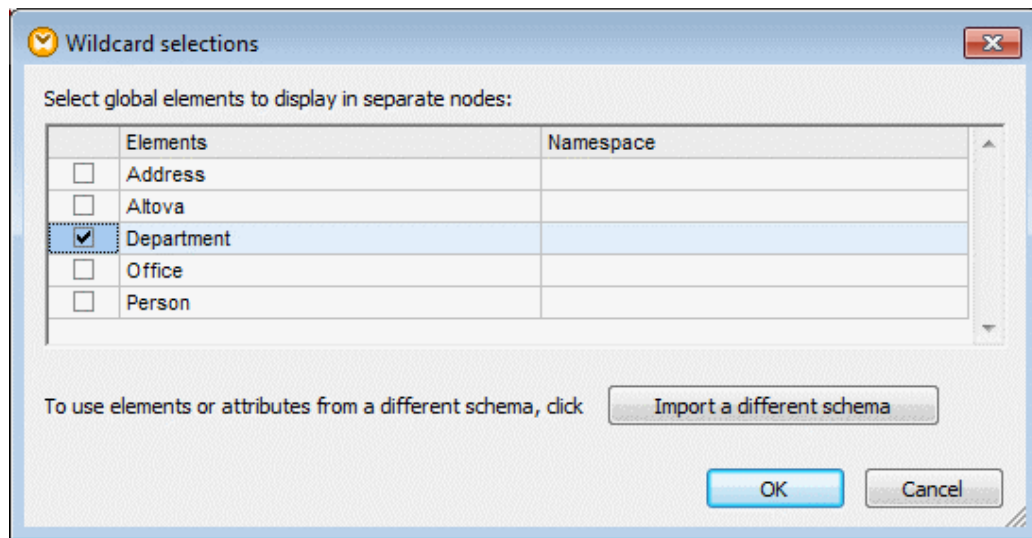 Wildcard selections
Select global elements to display in separate nodes:
Elements Namespace
Address
Altova
Department
Office
Person
To use elements or attributes from a different schema, click Import a different schema
OK Cancel